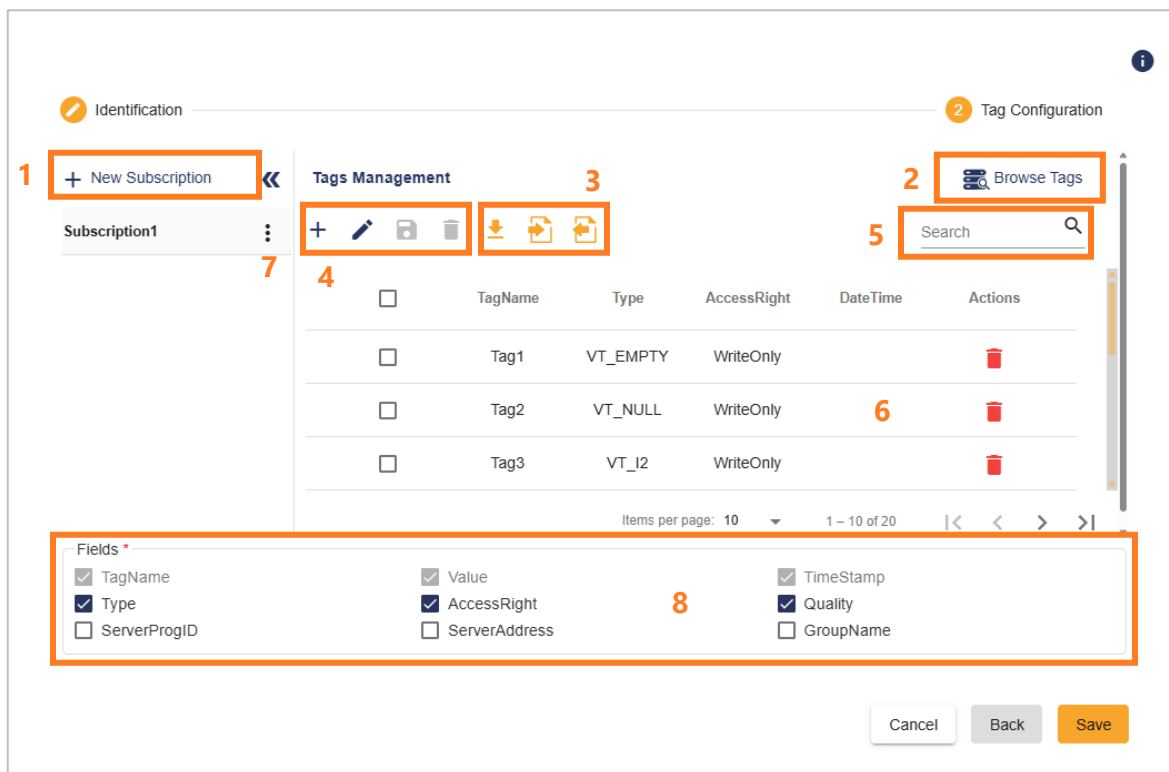 Identification
2 Tag Configuration
1 + New Subscription
Tags Management
3
2 Browse Tags
Subscription1
5 Search
7
4
TagName Type AccessRight DateTime Actions
Tag1 VT_EMPTY WriteOnly
Tag2 VT_NULL WriteOnly 6
Tag3 VT_I2 WriteOnly
Items per page: 10 1 – 10 of 20
Fields *
TagName Value TimeStamp
Type AccessRight 8 Quality
ServerProgID ServerAddress GroupName
Cancel Back Save